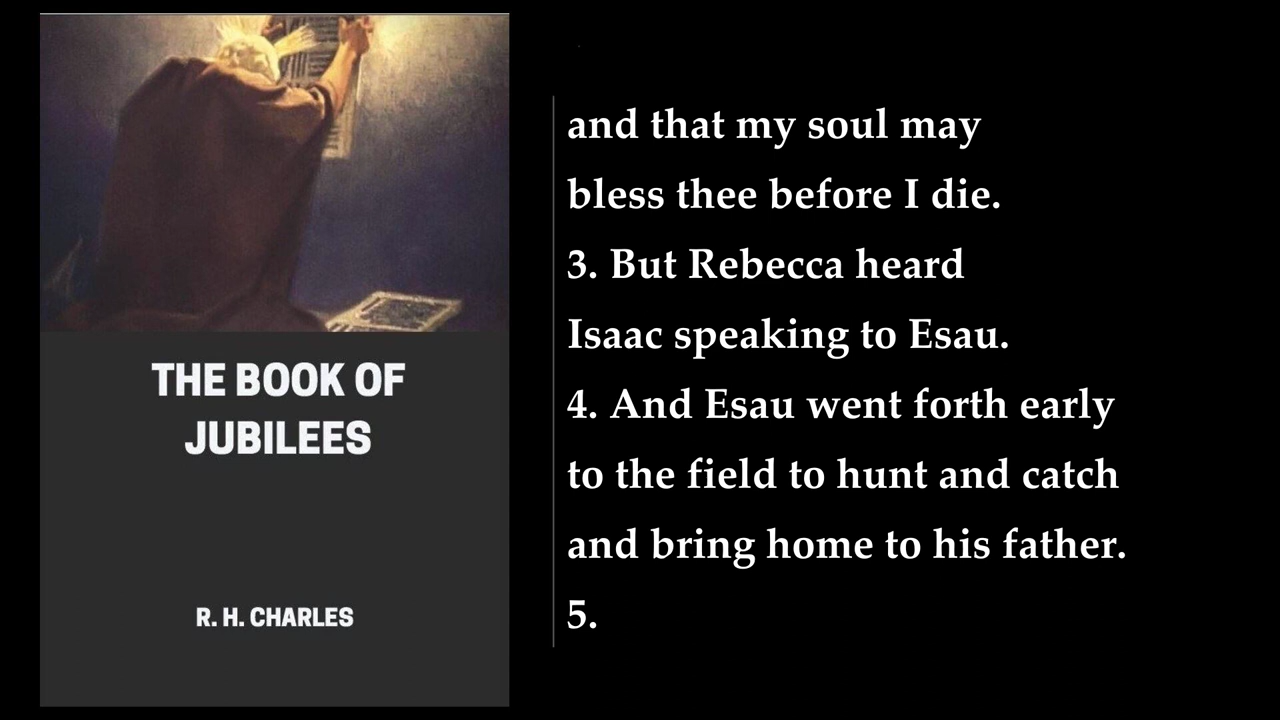 THE BOOK OF
JUBILEES
R. H. CHARLES
and that my soul may
bless thee before I die.
3. But Rebecca heard
Isaac speaking to Esau.
4. And Esau went forth early
to the field to hunt and catch
and bring home to his father.
5.